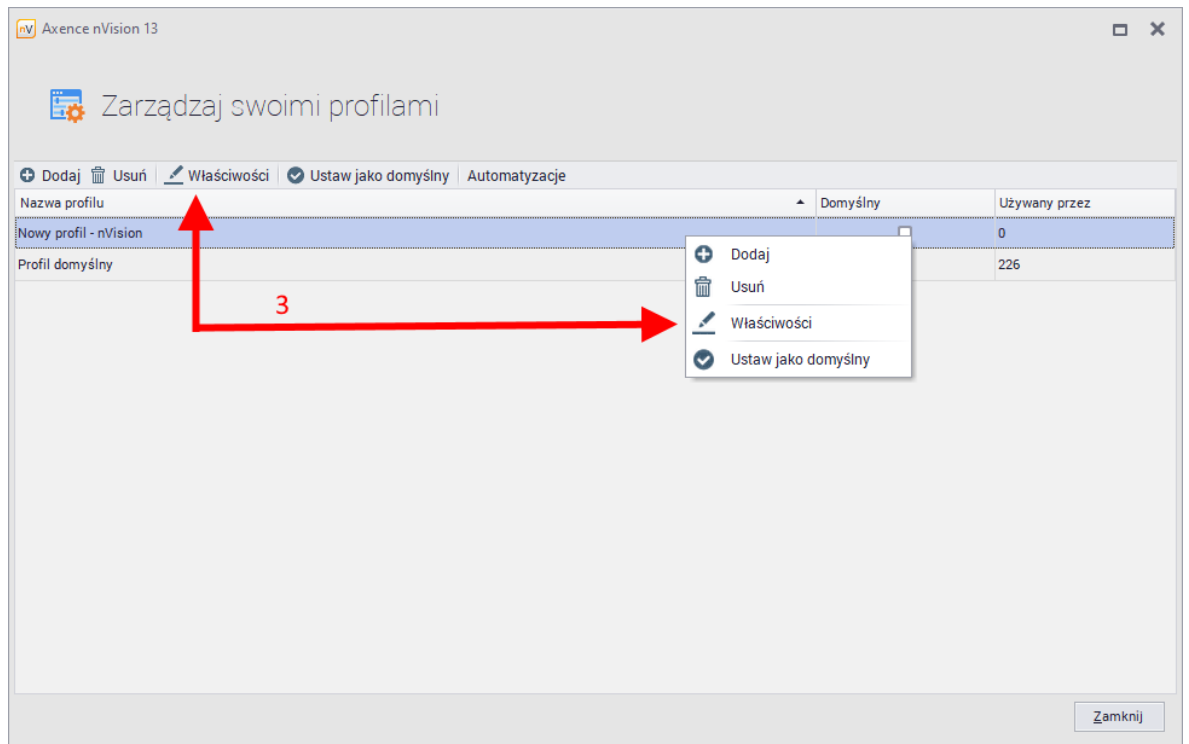 nV Axence nVision 13
Zarządzaj swoimi profilami
Dodaj Usuń Właściwości Ustaw jako domyślny Automatyzacje
Nazwa profilu Domyślny Używany przez
Nowy profil - nVision 0
Profil domyślny 226
3
Dodaj
Usuń
Właściwości
Ustaw jako domyślny
Zamknij